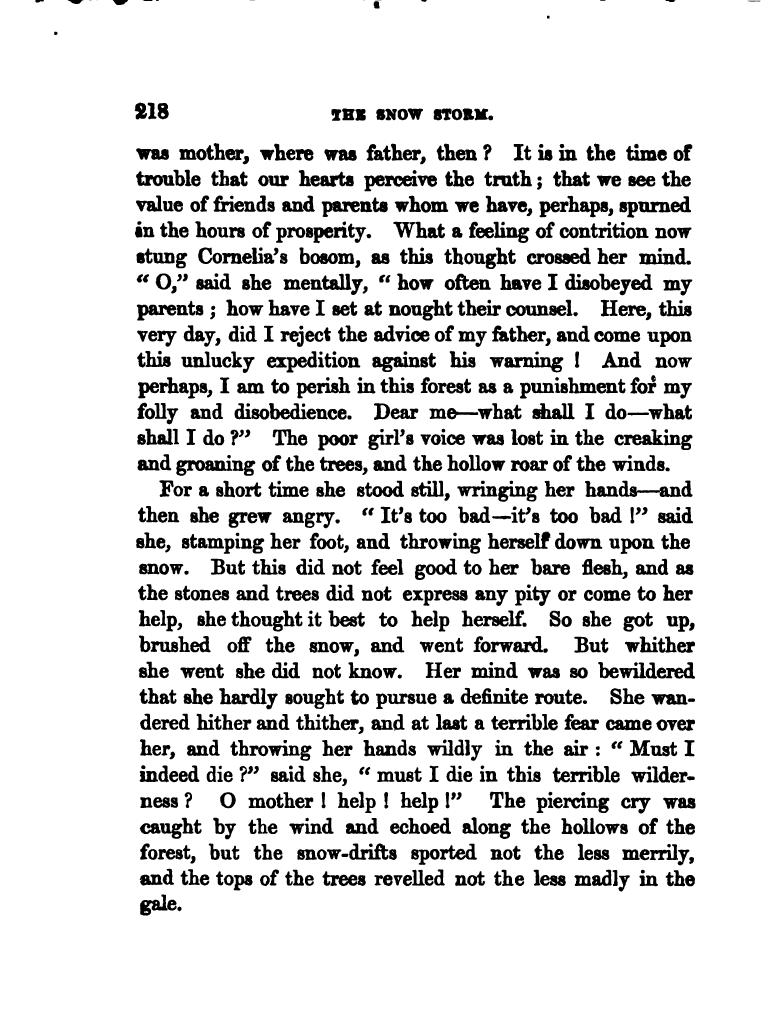 218 THE SNOW STORM.
was mother, where was father, then ? It is in the time of
trouble that our hearts perceive the truth ; that we see the
value of friends and parents whom we have, perhaps, spurned
in the hours of prosperity. What a feeling of contrition now
stung Cornelia's bosom, as this thought crossed her mind.
" O," said she mentally, " how often have I disobeyed my
parents ; how have I set at nought their counsel. Here, this
very day, did I reject the advice of my father, and come upon
this unlucky expedition against his warning ! And now
perhaps, I am to perish in this forest as a punishment for my
folly and disobedience. Dear me—what shall I do—what
shall I do ?" The poor girl's voice was lost in the creaking
and groaning of the trees, and the hollow roar of the winds.
For a short time she stood still, wringing her hands—and
then she grew angry. " It's too bad—it's too bad !" said
she, stamping her foot, and throwing herself down upon the
snow. But this did not feel good to her bare flesh, and as
the stones and trees did not express any pity or come to her
help, she thought it best to help herself. So she got up,
brushed off the snow, and went forward. But whither
she went she did not know. Her mind was so bewildered
that she hardly sought to pursue a definite route. She wan-
dered hither and thither, and at last a terrible fear came over
her, and throwing her hands wildly in the air : " Must I
indeed die ?" said she, " must I die in this terrible wilder-
ness ? O mother ! help ! help !" The piercing cry was
caught by the wind and echoed along the hollows of the
forest, but the snow-drifts sported not the less merrily,
and the tops of the trees revelled not the less madly in the
gale.